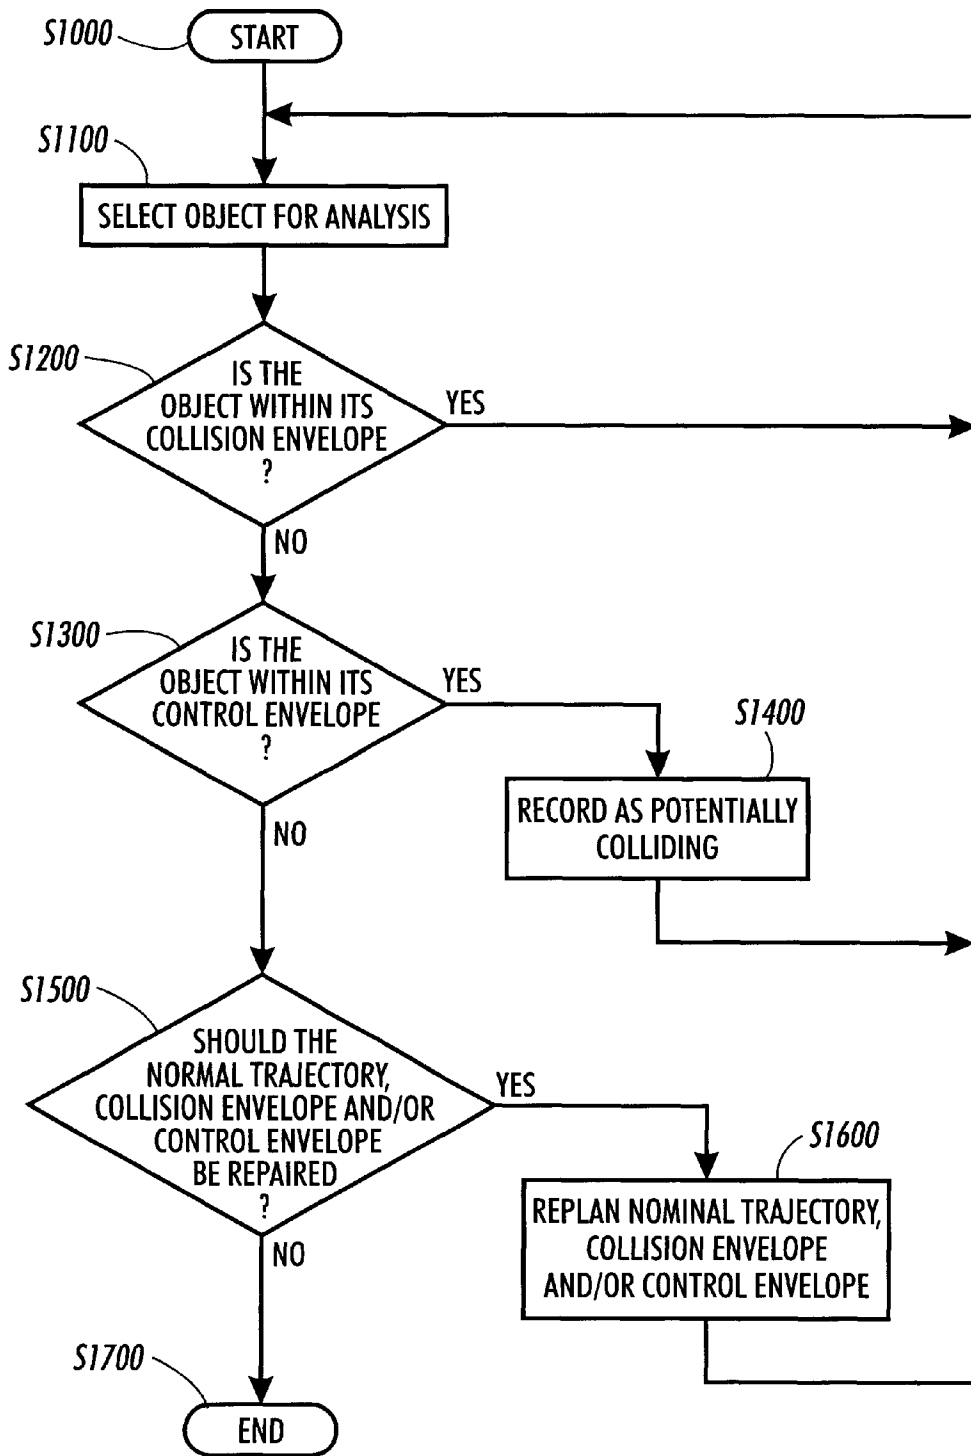 S1000
START
S1100
SELECT OBJECT FOR ANALYSIS
S1200
IS THE
OBJECT WITHIN ITS
COLLISION ENVELOPE
?
YES
NO
S1300
IS THE
OBJECT WITHIN ITS
CONTROL ENVELOPE
?
YES
S1400
RECORD AS POTENTIALLY
COLLIDING
NO
S1500
SHOULD THE
NORMAL TRAJECTORY,
COLLISION ENVELOPE AND/OR
CONTROL ENVELOPE
BE REPAIRED
?
YES
S1600
REPLAN NOMINAL TRAJECTORY,
COLLISION ENVELOPE
AND/OR CONTROL ENVELOPE
NO
S1700
END